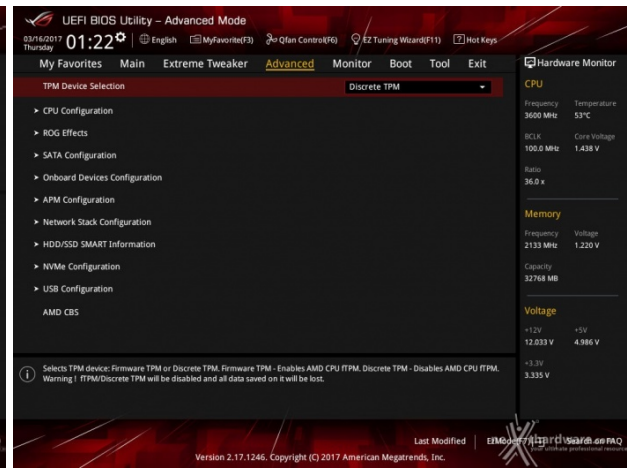 UEFI BIOS Utility – Advanced Mode
03/16/2017 Thursday 01:22 English MyFavorite(F3) Qfan Control(F6) EZ Tuning Wizard(F11) ? Hot Keys
My Favorites Main Extreme Tweaker Advanced Monitor Boot Tool Exit
Hardware Monitor
TPM Device Selection Discrete TPM
> CPU Configuration
> ROG Effects
> SATA Configuration
> Onboard Devices Configuration
> APM Configuration
> Network Stack Configuration
> HDD/SSD SMART Information
> NVMe Configuration
> USB Configuration
AMD CBS
CPU
Frequency Temperature
3600 MHz 53°C
BCLK Core Voltage
100.0 MHz 1.438 V
Ratio
36.0 x
Memory
Frequency Voltage
2133 MHz 1.220 V
Capacity
32768 MB
Voltage
+12V +5V
12.033 V 4.986 V
+3.3V
3.335 V
Selects TPM device: Firmware TPM or Discrete TPM. Firmware TPM - Enables AMD CPU fTPM. Discrete TPM - Disables AMD CPU fTPM.
Warning ! fTPM/Discrete TPM will be disabled and all data saved on it will be lost.
Last Modified Search on FAQ
Version 2.17.1246. Copyright (C) 2017 American Megatrends, Inc.
your ultimate professional resource